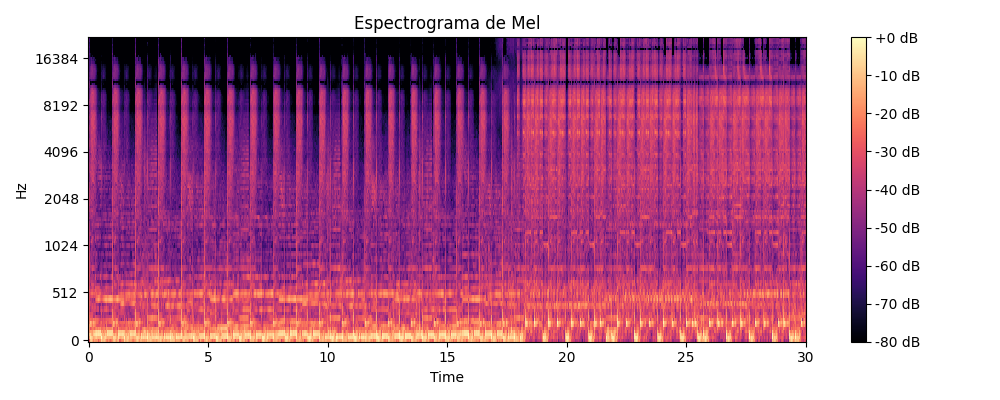 Espectrograma de Mel
Hz
16384
8192
4096
2048
1024
512
0
0 5 10 15 20 25 30
Time
+0 dB
-10 dB
-20 dB
-30 dB
-40 dB
-50 dB
-60 dB
-70 dB
-80 dB